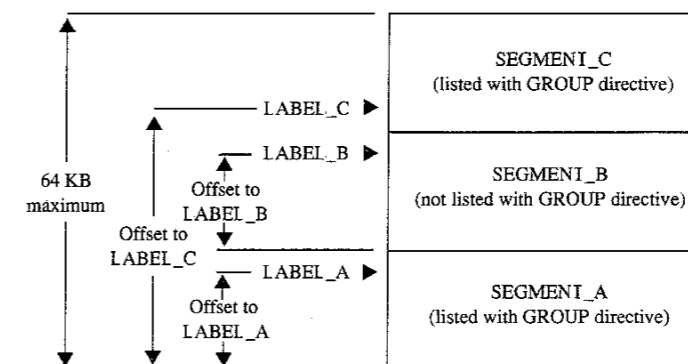 SEGMENT_C
(listed with GROUP directive)
LABEL_C
LABEL_B
SEGMENT_B
(not listed with GROUP directive)
64 KB
maximum
Offset to
LABEL_B
Offset to
LABEL_C
LABEL_A
SEGMENT_A
(listed with GROUP directive)
Offset to
LABEL_A